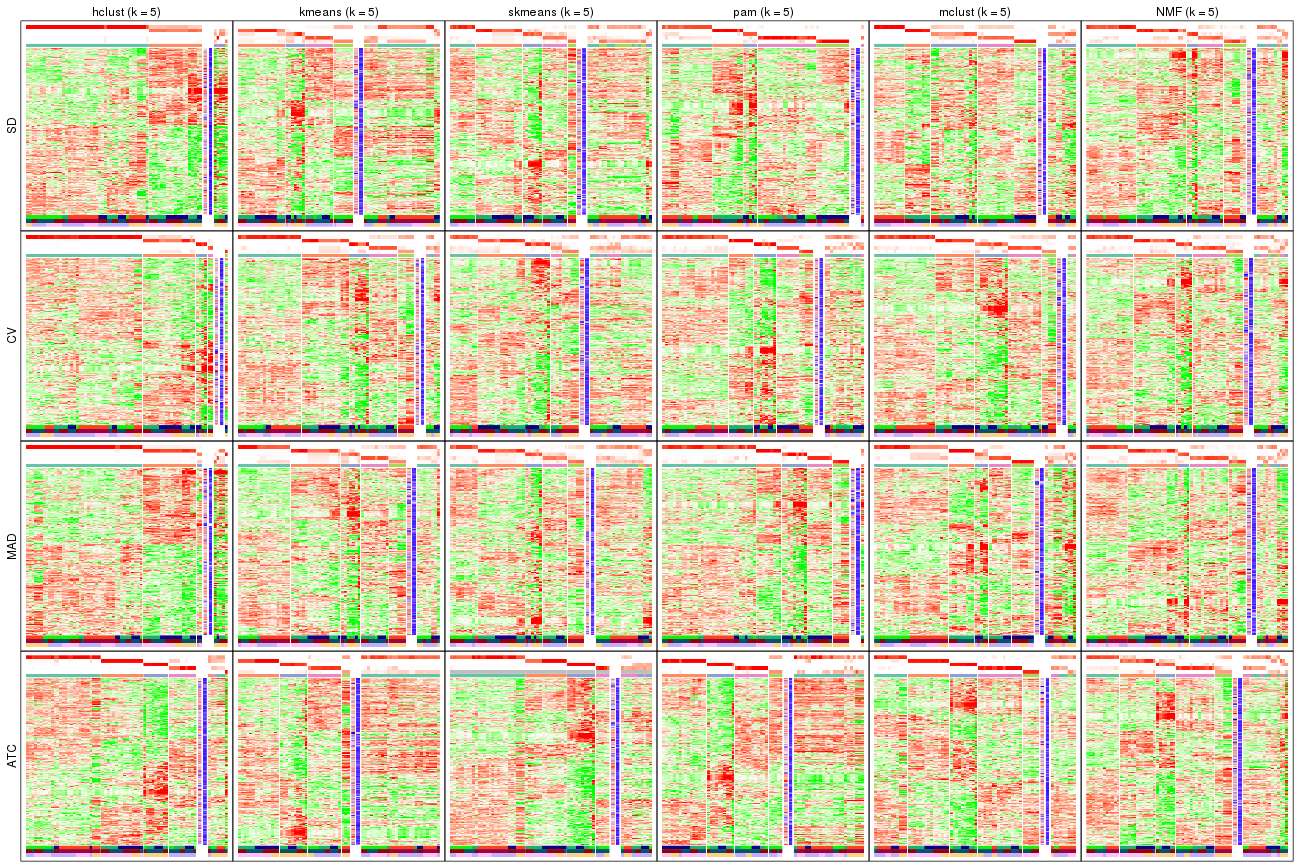 hclust (k = 5) kmeans (k = 5) skmeans (k = 5) pam (k = 5) mclust (k = 5) NMF (k = 5)
SD
CV
MAD
ATC